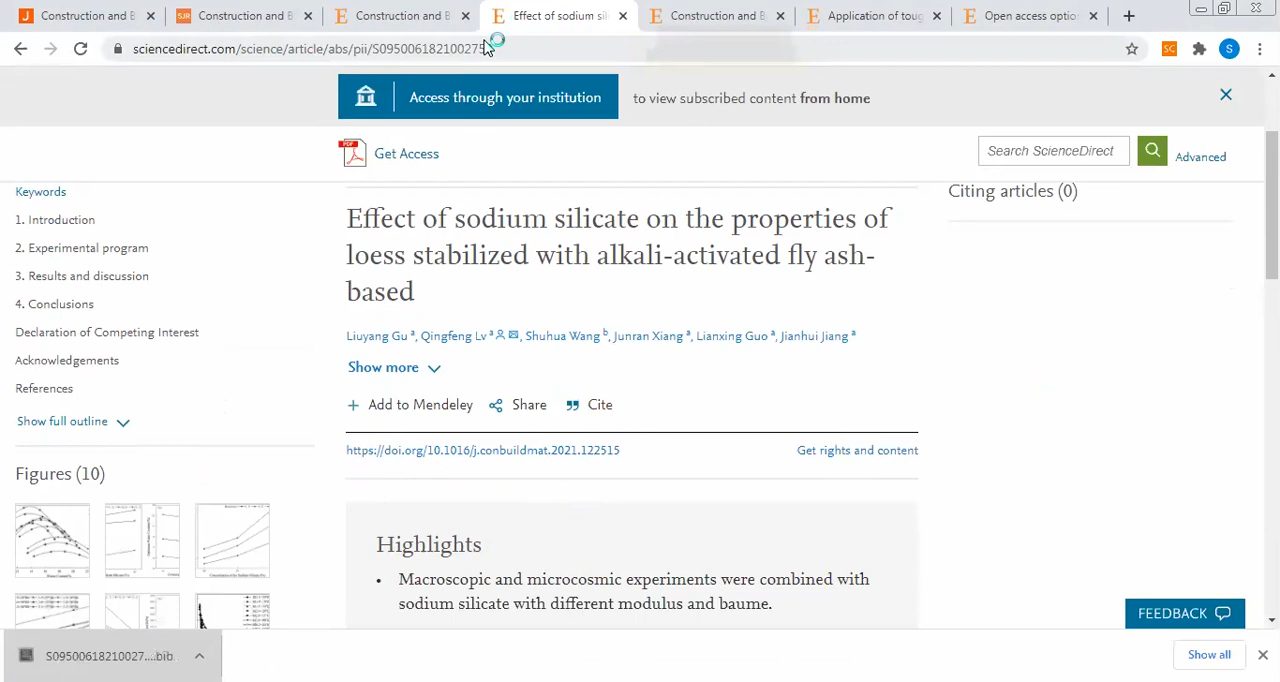 Construction and B
Construction and B
Construction and B
Effect of sodium sil
Construction and B
Application of toug
Open access optio
sciencedirect.com/science/article/abs/pii/S095006182100275
SC
S
Access through your institution
to view subscribed content from home
Get Access
Search ScienceDirect
Advanced
Keywords
1. Introduction
2. Experimental program
3. Results and discussion
4. Conclusions
Declaration of Competing Interest
Acknowledgements
References
Show full outline
Figures (10)
Effect of sodium silicate on the properties of
loess stabilized with alkali-activated fly ash-
based
Liuyang Gu a, Qingfeng Lv a, Shuhua Wang b, Junran Xiang a, Lianxing Guo a, Jianhui Jiang a
Show more
Add to Mendeley
Share
Cite
https://doi.org/10.1016/j.conbuildmat.2021.122515
Get rights and content
Highlights
• Macroscopic and microcosmic experiments were combined with
sodium silicate with different modulus and baume.
Citing articles (0)
FEEDBACK
S09500618210027....bib
Show all